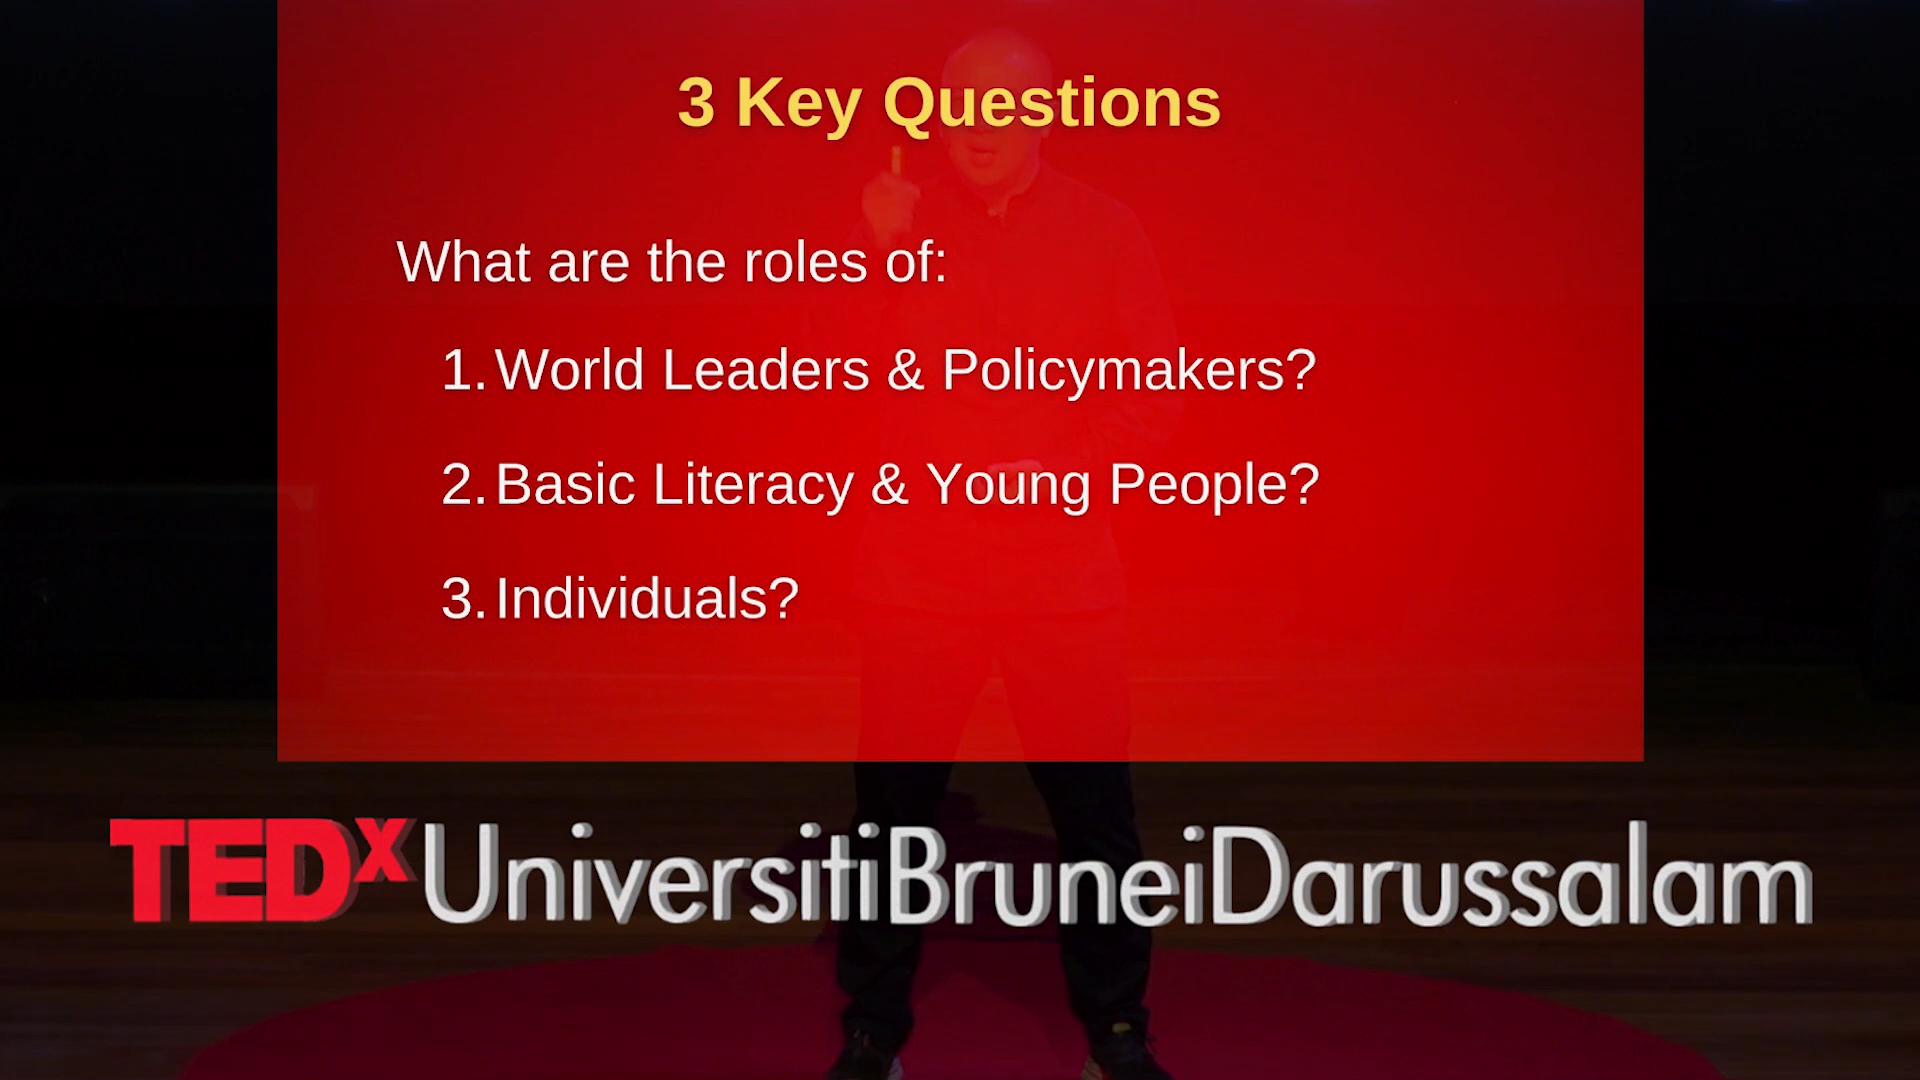 3 Key Questions
What are the roles of:
1. World Leaders & Policymakers?
2. Basic Literacy & Young People?
3. Individuals?
TEDxUniversitiBruneiDarussalam